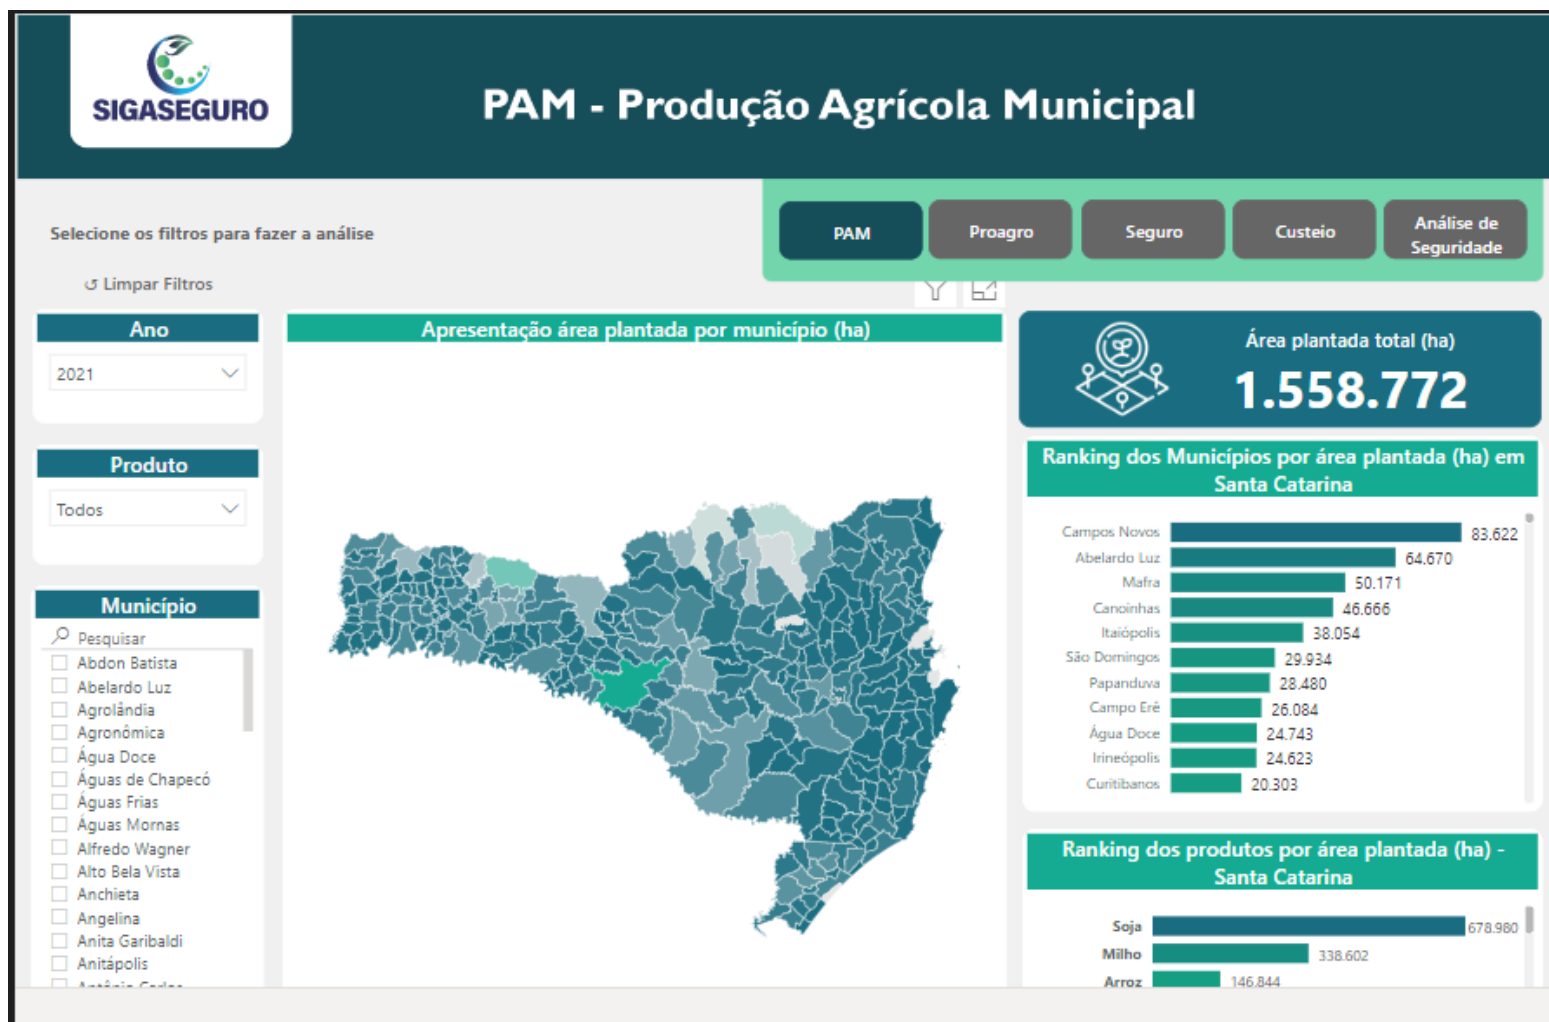 SIGASEGURO
PAM - Produção Agrícola Municipal
Selecione os filtros para fazer a análise
PAM
Proagro
Seguro
Custeio
Análise de
Seguridade
↺ Limpar Filtros
Ano
2021
Produto
Todos
Município
Pesquisar
Abdon Batista
Abelardo Luz
Agrolândia
Agronômica
Água Doce
Águas de Chapecó
Águas Frias
Águas Mornas
Alfredo Wagner
Alto Bela Vista
Anchieta
Angelina
Anita Garibaldi
Anitápolis
Antônio Carlos
Apresentação área plantada por município (ha)
Área plantada total (ha)
1.558.772
Ranking dos Municípios por área plantada (ha) em
Santa Catarina
Campos Novos 83.622
Abelardo Luz 64.670
Mafra 50.171
Canoinhas 46.666
Itaiópolis 38.054
São Domingos 29.934
Papanduva 28.480
Campo Erê 26.084
Água Doce 24.743
Irineópolis 24.623
Curitibanos 20.303
Ranking dos produtos por área plantada (ha) -
Santa Catarina
Soja 678.980
Milho 338.602
Arroz 146.844